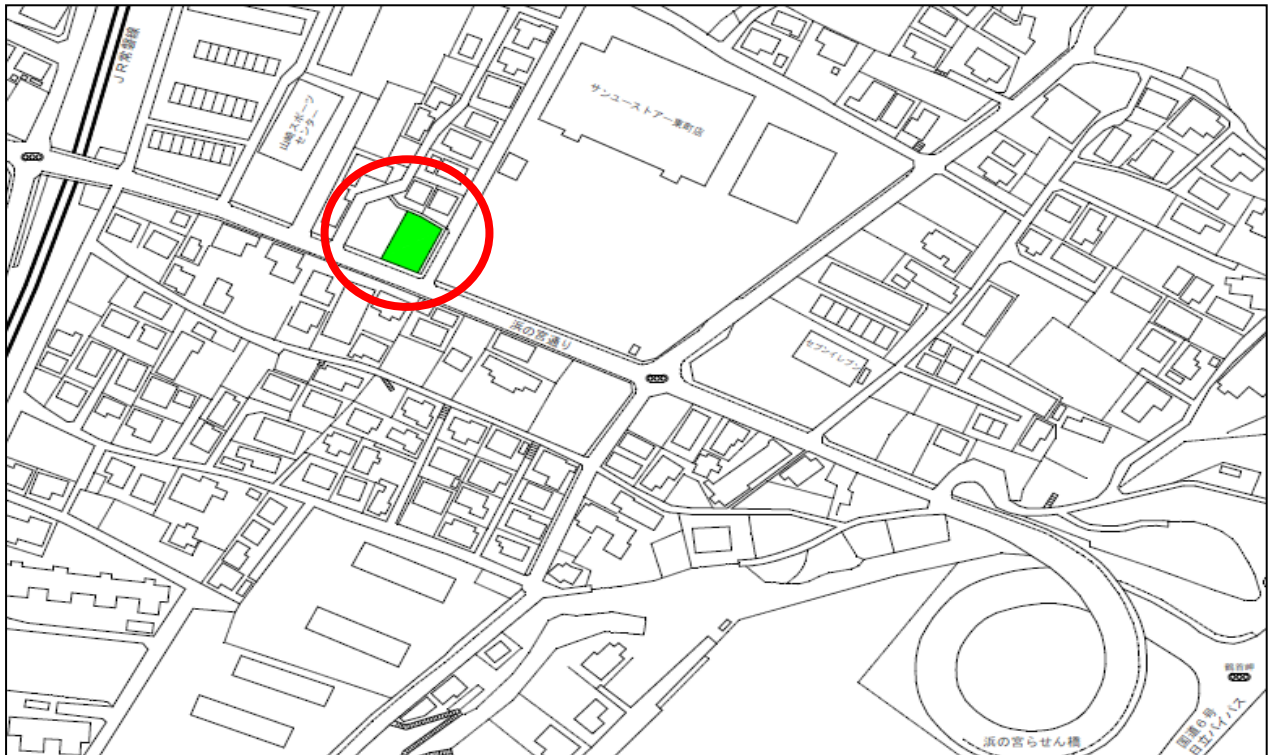 JR常磐線
山崎スポーツ
センター
サンユーストアー東町店
浜の宮通り
セブンイレブン
鶴首岬
国道6号
日立バイパス
浜の宮らせん橋